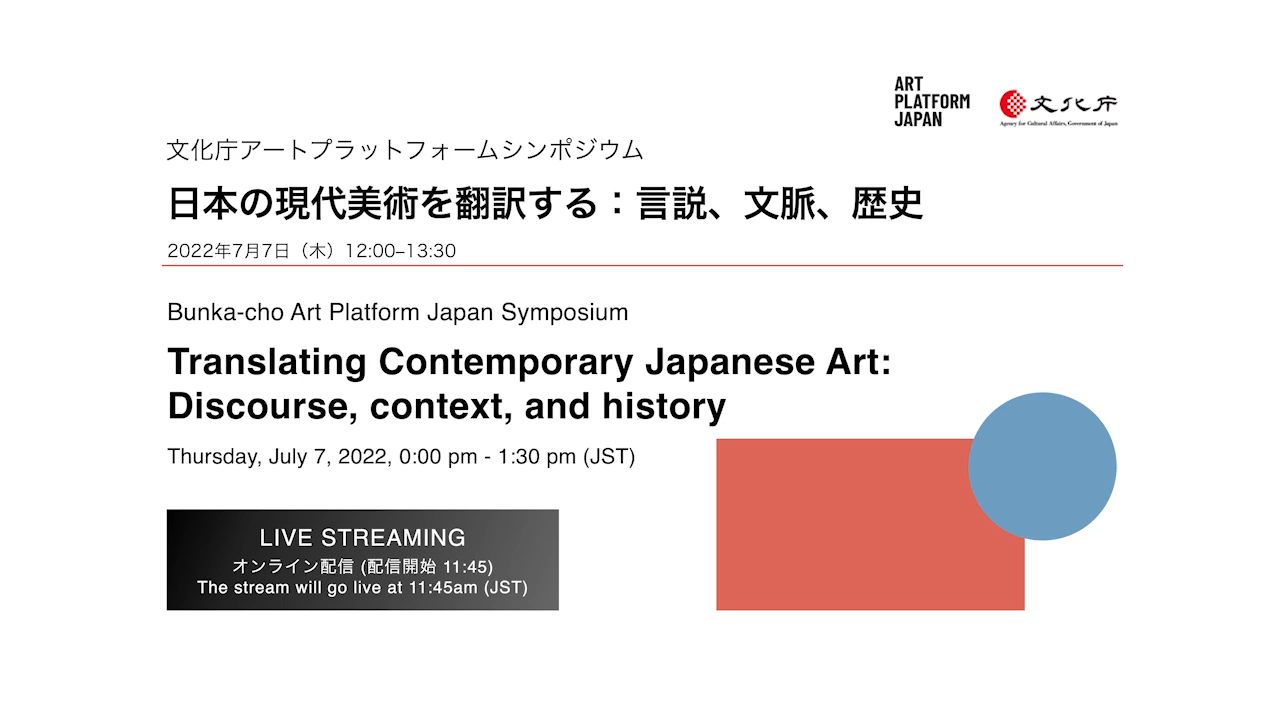 ART
PLATFORM
JAPAN
文化庁
Agency for Cultural Affairs, Government of Japan
文化庁アートプラットフォームシンポジウム
日本の現代美術を翻訳する：言説、文脈、歴史
2022年7月7日（木）12:00–13:30
Bunka-cho Art Platform Japan Symposium
Translating Contemporary Japanese Art:
Discourse, context, and history
Thursday, July 7, 2022, 0:00 pm - 1:30 pm (JST)
LIVE STREAMING
オンライン配信 (配信開始 11:45)
The stream will go live at 11:45am (JST)